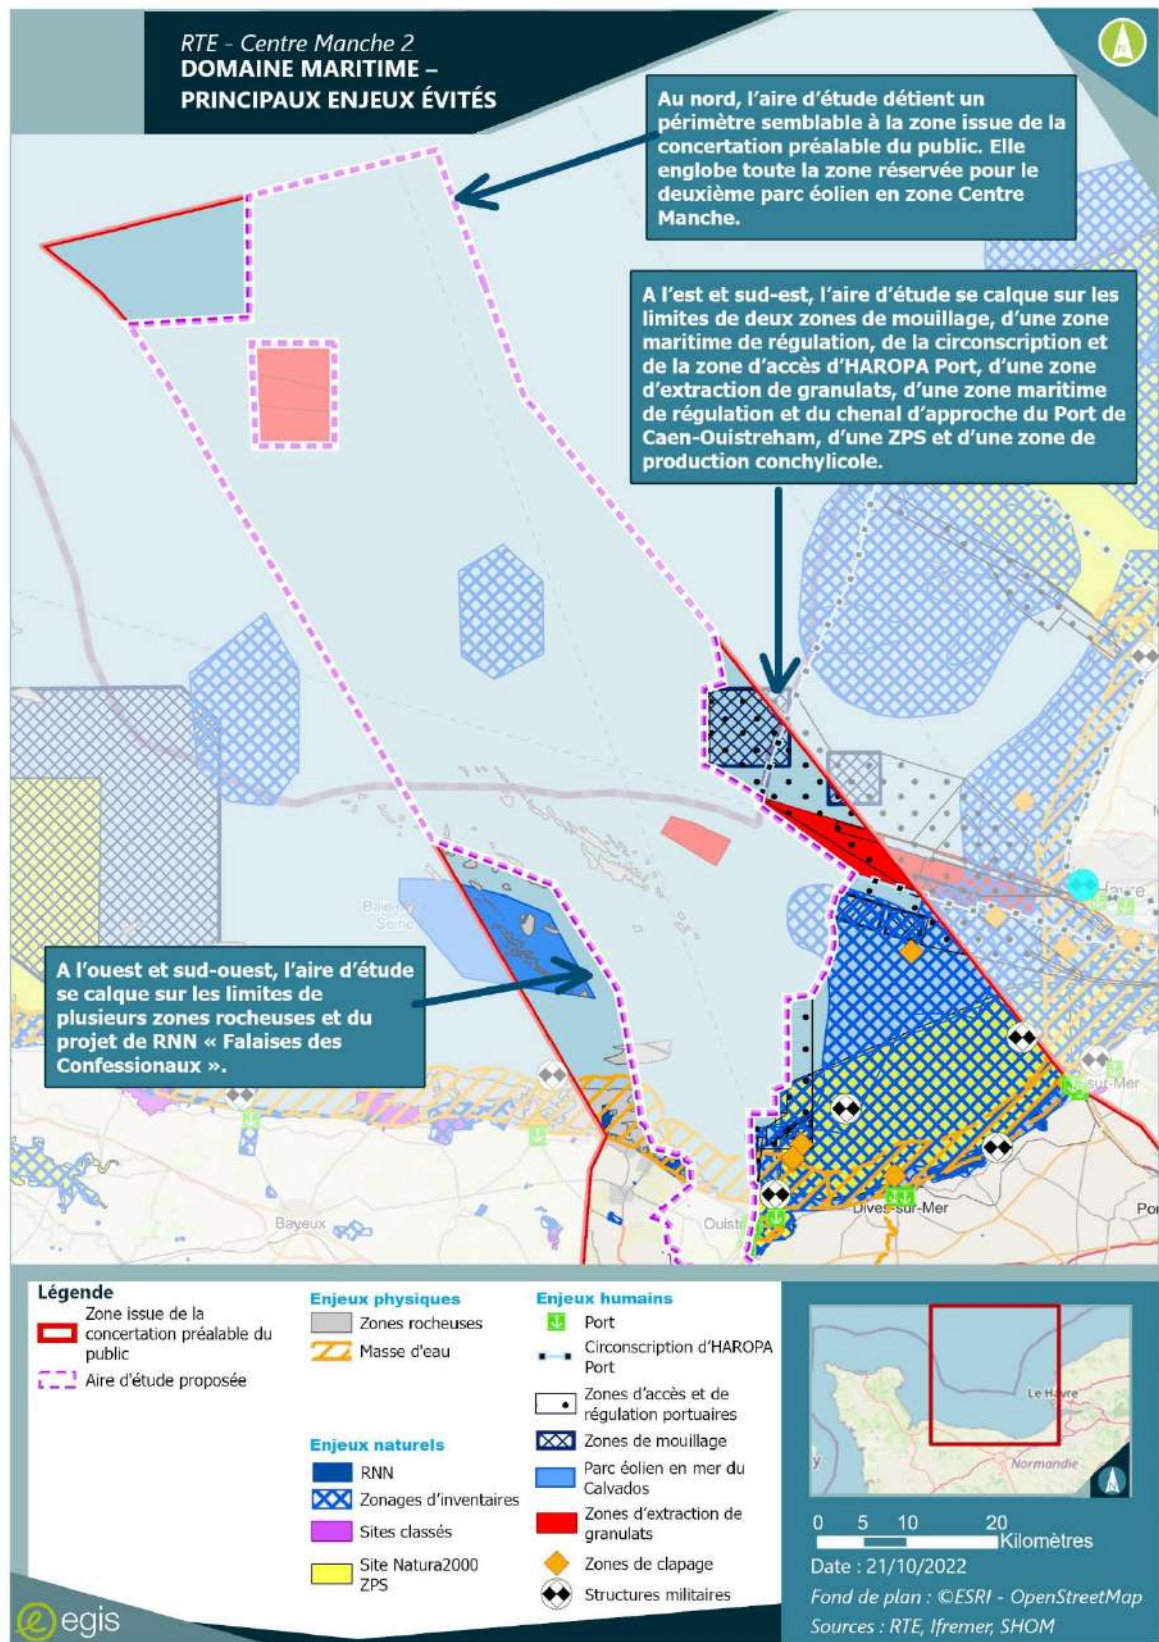 RTE - Centre Manche 2
DOMAINE MARITIME –
PRINCIPAUX ENJEUX ÉVITÉS
N
Au nord, l’aire d’étude détient un
périmètre semblable à la zone issue de la
concertation préalable du public. Elle
englobe toute la zone réservée pour le
deuxième parc éolien en zone Centre
Manche.
A l’est et sud-est, l’aire d’étude se calque sur les
limites de deux zones de mouillage, d’une zone
maritime de régulation, de la circonscription et
de la zone d’accès d’HAROPA Port, d’une zone
d’extraction de granulats, d’une zone maritime
de régulation et du chenal d’approche du Port de
Caen-Ouistreham, d’une ZPS et d’une zone de
production conchylicole.
Seine
Havre
A l’ouest et sud-ouest, l’aire d’étude
se calque sur les limites de
plusieurs zones rocheuses et du
projet de RNN « Falaises des
Confessionaux ».
sur-Mer
Bayeux
Ouist
Dives-sur-Mer
Légende
Zone issue de la
concertation préalable du
public
Aire d’étude proposée
Enjeux physiques
Zones rocheuses
Masse d'eau
Enjeux naturels
RNN
Zonages d'inventaires
Sites classés
Site Natura2000
ZPS
Enjeux humains
Port
Circonscription d'HAROPA
Port
Zones d'accès et de
régulation portuaires
Zones de mouillage
Parc éolien en mer du
Calvados
Zones d'extraction de
granulats
Zones de clapage
Structures militaires
Le Havre
Normandie
0 5 10 20
Kilomètres
Date : 21/10/2022
Fond de plan : ©ESRI - OpenStreetMap
Sources : RTE, Ifremer, SHOM
egis